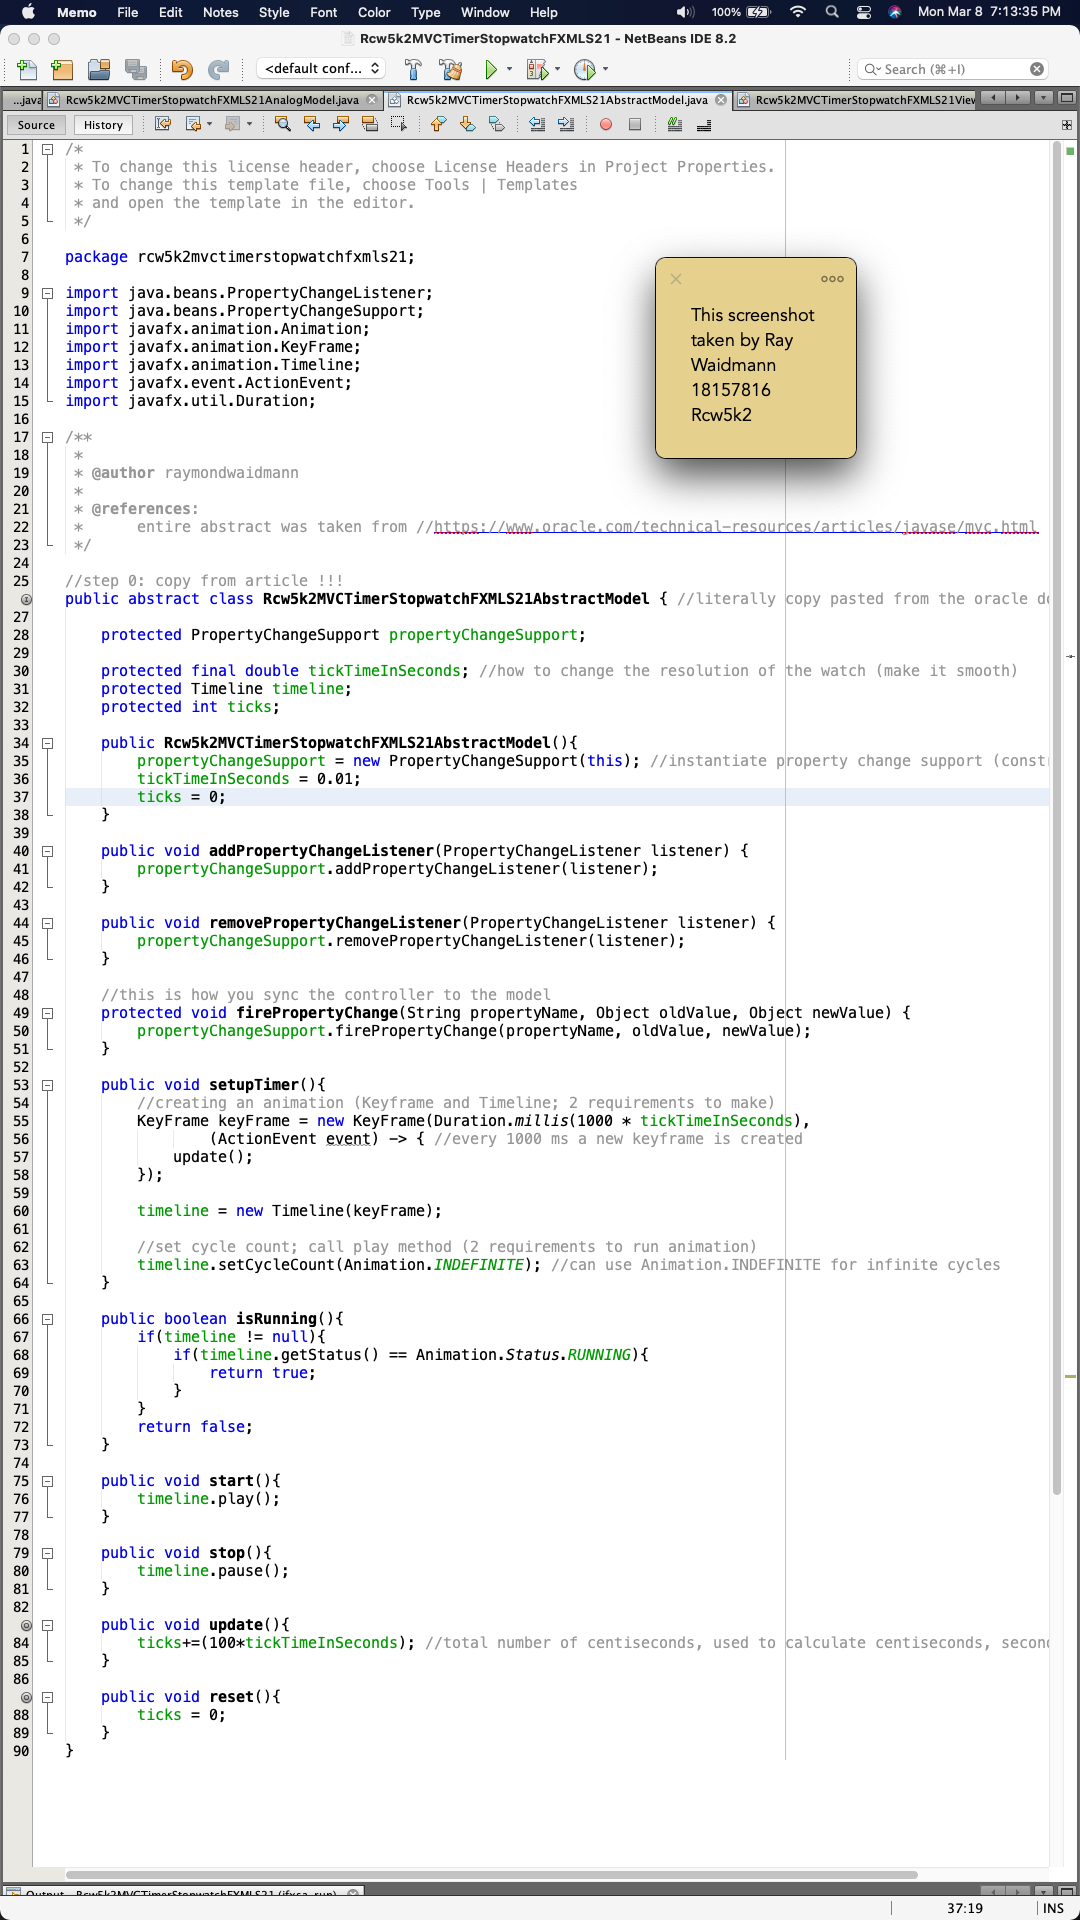 Memo File Edit Notes Style Font Color Type Window Help 100% Mon Mar 8 7:13:35 PM
Rcw5k2MVCTimerStopwatchFXMLS21 - NetBeans IDE 8.2
<default conf... Search (⌘+I)
...java Rcw5k2MVCTimerStopwatchFXMLS21AnalogModel.java Rcw5k2MVCTimerStopwatchFXMLS21AbstractModel.java Rcw5k2MVCTimerStopwatchFXMLS21View
Source History
1 /*
2 * To change this license header, choose License Headers in Project Properties.
3 * To change this template file, choose Tools | Templates
4 * and open the template in the editor.
5 */
6
7 package rcw5k2mvctimerstopwatchfxmls21;
8
9 import java.beans.PropertyChangeListener;
10 import java.beans.PropertyChangeSupport;
11 import javafx.animation.Animation;
12 import javafx.animation.KeyFrame;
13 import javafx.animation.Timeline;
14 import javafx.event.ActionEvent;
15 import javafx.util.Duration;
16
17 /**
18 *
19 * @author raymondwaidmann
20 *
21 * @references:
22 * entire abstract was taken from //https://www.oracle.com/technical-resources/articles/javase/mvc.html
23 */
24
25 //step 0: copy from article !!!
public abstract class Rcw5k2MVCTimerStopwatchFXMLS21AbstractModel { //literally copy pasted from the oracle do
27
28 protected PropertyChangeSupport propertyChangeSupport;
29
30 protected final double tickTimeInSeconds; //how to change the resolution of the watch (make it smooth)
31 protected Timeline timeline;
32 protected int ticks;
33
34 public Rcw5k2MVCTimerStopwatchFXMLS21AbstractModel(){
35 propertyChangeSupport = new PropertyChangeSupport(this); //instantiate property change support (constr
36 tickTimeInSeconds = 0.01;
37 ticks = 0;
38 }
39
40 public void addPropertyChangeListener(PropertyChangeListener listener) {
41 propertyChangeSupport.addPropertyChangeListener(listener);
42 }
43
44 public void removePropertyChangeListener(PropertyChangeListener listener) {
45 propertyChangeSupport.removePropertyChangeListener(listener);
46 }
47
48 //this is how you sync the controller to the model
49 protected void firePropertyChange(String propertyName, Object oldValue, Object newValue) {
50 propertyChangeSupport.firePropertyChange(propertyName, oldValue, newValue);
51 }
52
53 public void setupTimer(){
54 //creating an animation (Keyframe and Timeline; 2 requirements to make)
55 KeyFrame keyFrame = new KeyFrame(Duration.millis(1000 * tickTimeInSeconds),
56 (ActionEvent event) -> { //every 1000 ms a new keyframe is created
57 update();
58 });
59
60 timeline = new Timeline(keyFrame);
61
62 //set cycle count; call play method (2 requirements to run animation)
63 timeline.setCycleCount(Animation.INDEFINITE); //can use Animation.INDEFINITE for infinite cycles
64 }
65
66 public boolean isRunning(){
67 if(timeline != null){
68 if(timeline.getStatus() == Animation.Status.RUNNING){
69 return true;
70 }
71 }
72 return false;
73 }
74
75 public void start(){
76 timeline.play();
77 }
78
79 public void stop(){
80 timeline.pause();
81 }
82
public void update(){
84 ticks+=(100*tickTimeInSeconds); //total number of centiseconds, used to calculate centiseconds, secon
85 }
86
public void reset(){
88 ticks = 0;
89 }
90 }
This screenshot
taken by Ray
Waidmann
18157816
Rcw5k2
Output - Rcw5k2MVCTimerStopwatchFXMLS21 (jfxsa-run)
37:19 INS